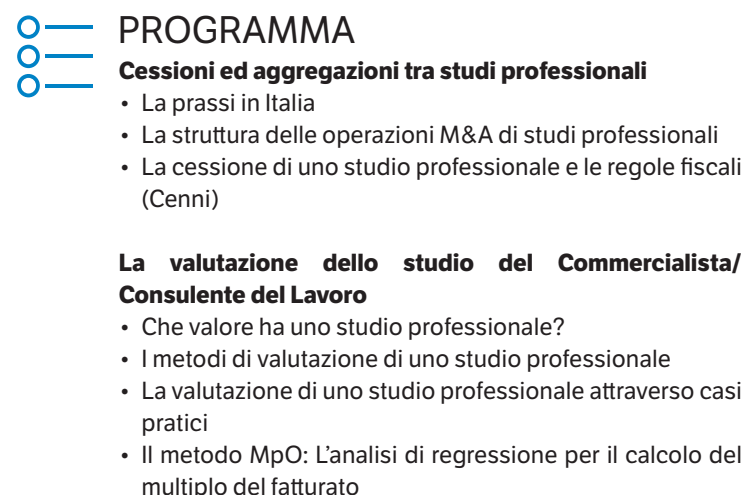 PROGRAMMA
Cessioni ed aggregazioni tra studi professionali
• La prassi in Italia
• La struttura delle operazioni M&A di studi professionali
• La cessione di uno studio professionale e le regole fiscali
(Cenni)
La valutazione dello studio del Commercialista/
Consulente del Lavoro
• Che valore ha uno studio professionale?
• I metodi di valutazione di uno studio professionale
• La valutazione di uno studio professionale attraverso casi
pratici
• Il metodo MpO: L'analisi di regressione per il calcolo del
multiplo del fatturato